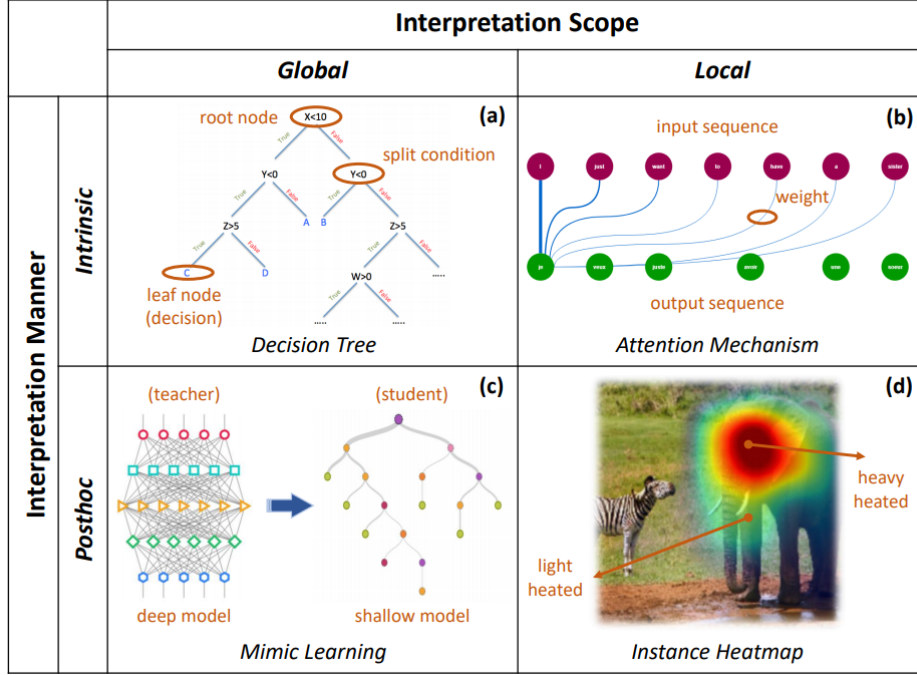 Interpretation Scope
Global
Local
Interpretation Manner
Intrinsic
(a)
root node
X<10
True
False
split condition
Y<0
Y<0
True
False
True
False
Z>5
A
B
Z>5
True
False
True
False
C
D
W>0
.....
leaf node
(decision)
True
False
.....
.....
Decision Tree
(b)
input sequence
I
just
want
to
have
a
sister
weight
je
veux
juste
avoir
une
soeur
output sequence
Attention Mechanism
Posthoc
(c)
(teacher)
(student)
deep model
shallow model
Mimic Learning
(d)
heavy
heated
light
heated
Instance Heatmap